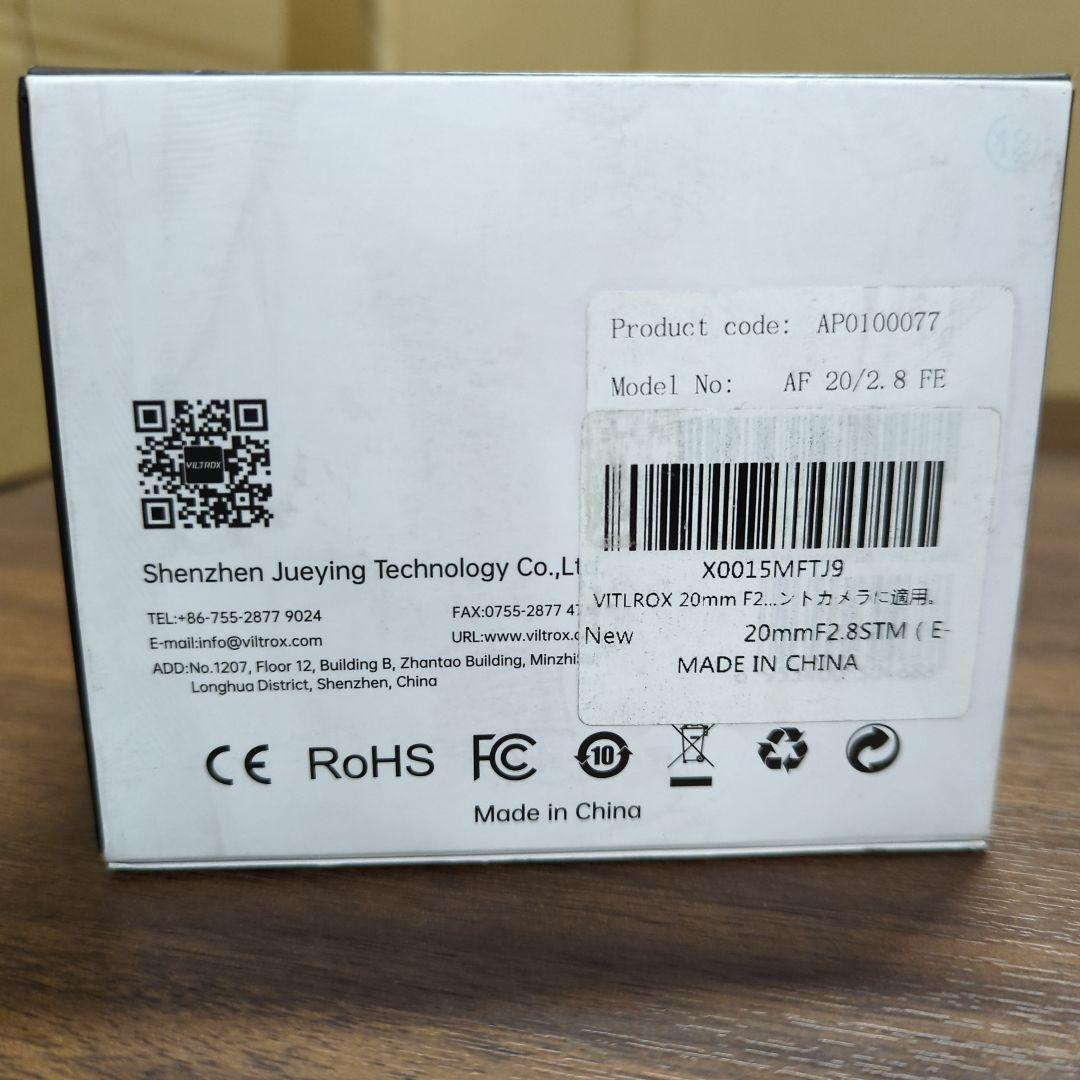 12
Product code: AP0100077
Model No: AF 20/2.8 FE
VILTROX
X0015MFTJ9
VITLROX 20mm F2...ントカメラに適用。
New 20mmF2.8STM ( E-
MADE IN CHINA
Shenzhen Jueying Technology Co.,Lt
TEL:+86-755-2877 9024 FAX:0755-2877 47
E-mail:info@viltrox.com URL:www.viltrox.c
ADD:No.1207, Floor 12, Building B, Zhantao Building, Minzhi
Longhua District, Shenzhen, China
CE RoHS FC 10
Made in China